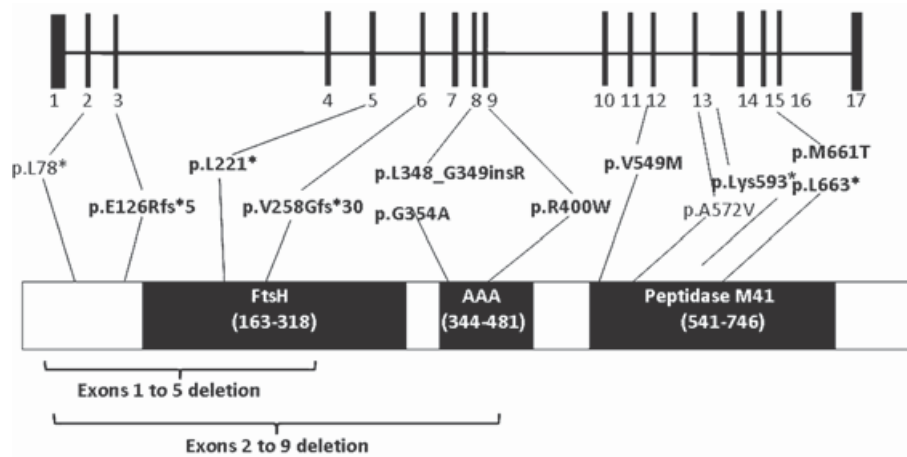 1 2 3 4 5 6 7 8 9 10 11 12 13 14 15 16 17
p.L78*
p.E126Rfs*5
p.L221*
p.V258Gfs*30
p.L348_G349insR
p.G354A
p.R400W
p.V549M
p.A572V
p.Lys593*
p.M661T
p.L663*
FtsH
(163-318)
AAA
(344-481)
Peptidase M41
(541-746)
Exons 1 to 5 deletion
Exons 2 to 9 deletion